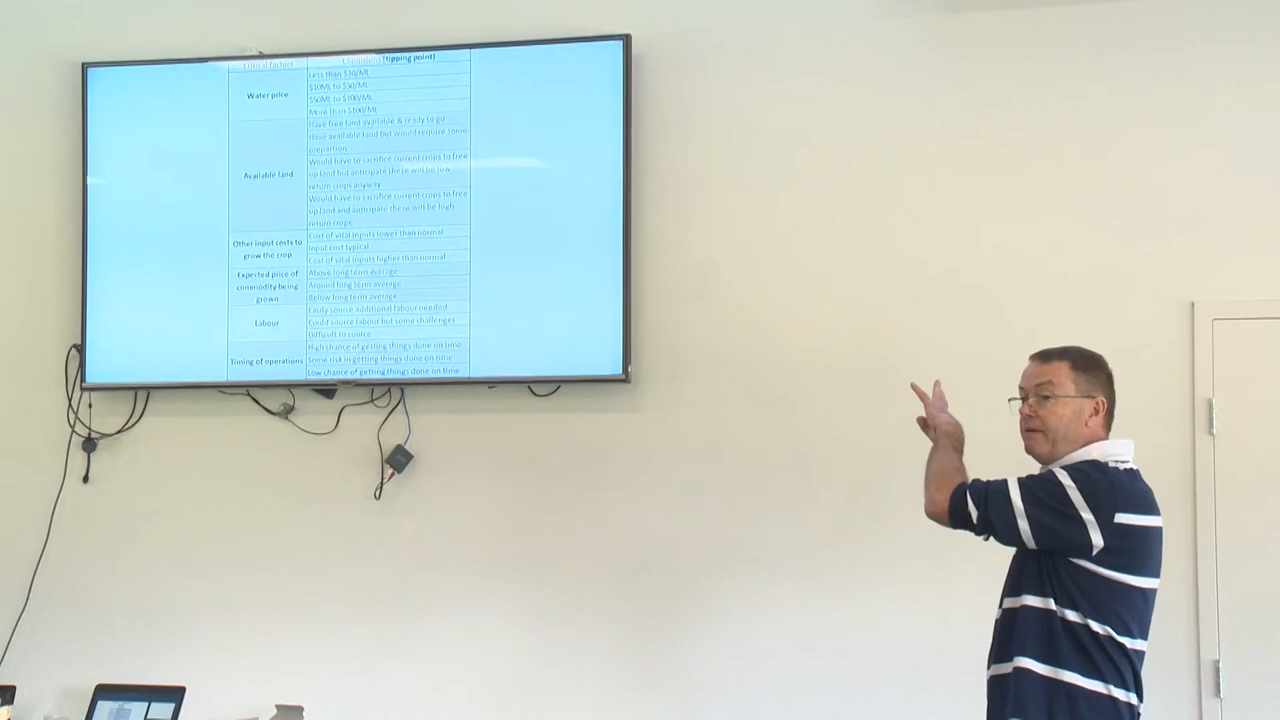 Critical factors
Conditions (tipping point)
Water price
Less than $10/ML
$10ML to $50/ML
$50ML to $100/ML
More than $100/ML
Available land
Have free land available & ready to go
Have available land but would require some
prepartion
Would have to sacrifice current crops to free
up land but anticipate these will be low
return crops anyway
Would have to sacrifice current crops to free
up land and anticipate these will be high
return crops
Other input costs to
grow the crop
Cost of vital inputs lower than normal
Input cost typical
Cost of vital inputs higher than normal
Expected price of
commodity being
grown
Above long term average
Around long term average
Below long term average
Labour
Easily source additional labour needed
Could source labour but some challenges
Difficult to source
Timing of operations
High chance of getting things done on time
Some risk in getting things done on time
Low chance of getting things done on time